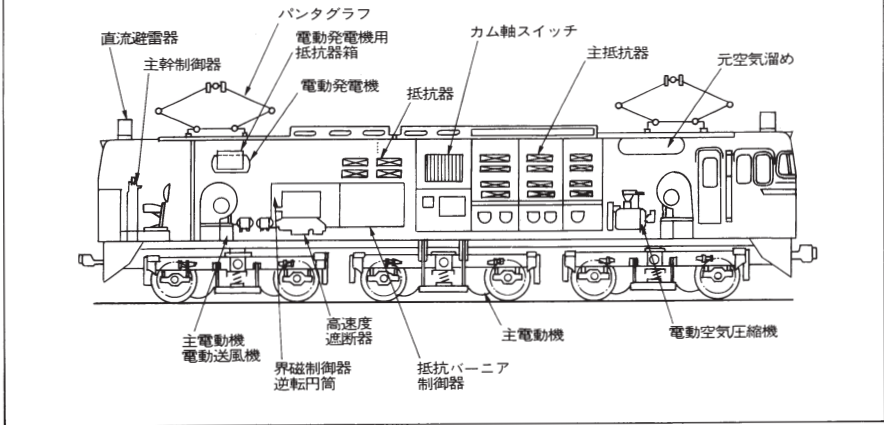 パンタグラフ
直流避雷器
電動発電機用
抵抗器箱
カム軸スイッチ
主抵抗器
元空気溜め
主幹制御器
電動発電機
抵抗器
主電動機
電動送風機
高速度
遮断器
主電動機
電動空気圧縮機
界磁制御器
逆転円筒
抵抗バーニア
制御器